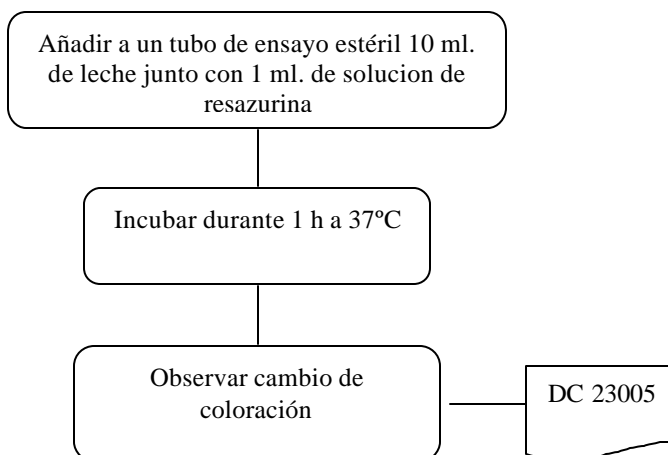 Añadir a un tubo de ensayo estéril 10 ml.
de leche junto con 1 ml. de solucion de
resazurina
Incubar durante 1 h a 37ºC
Observar cambio de
coloración
DC 23005